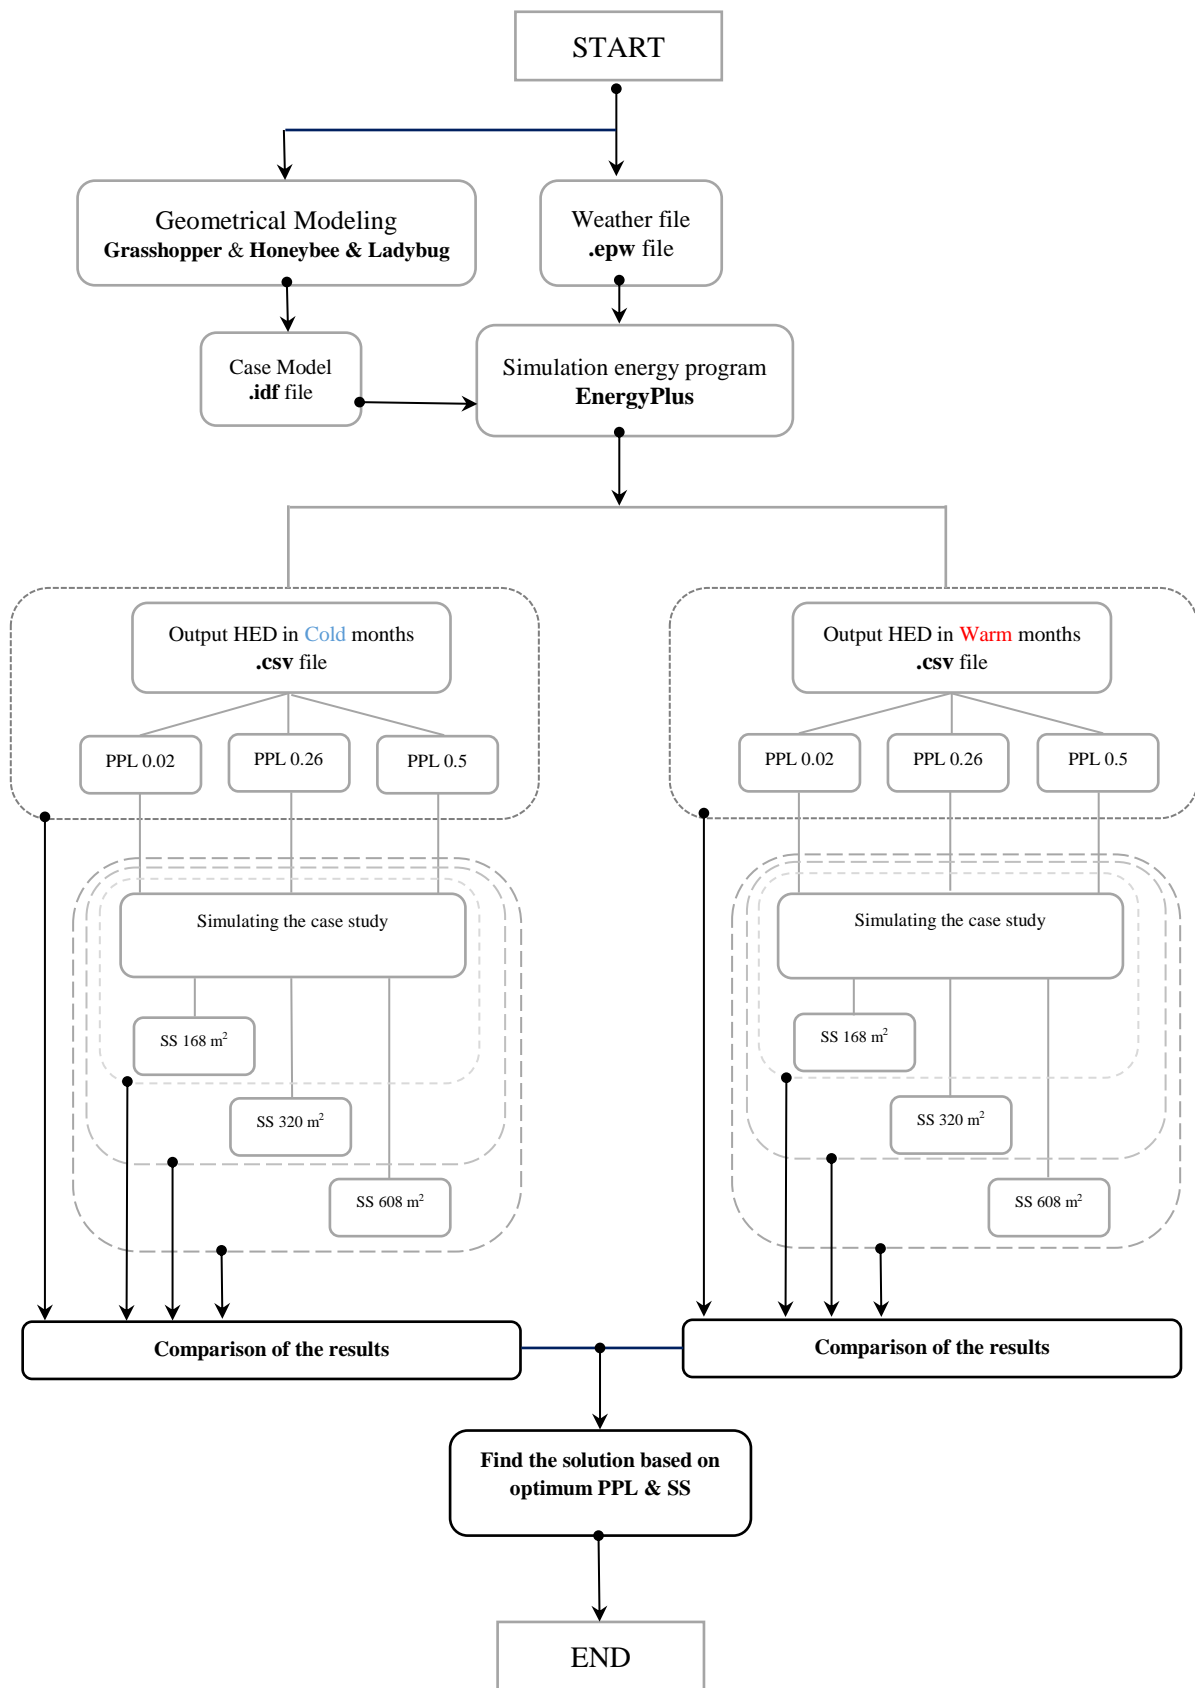 START
Geometrical Modeling
Grasshopper & Honeybee & Ladybug
Weather file
.epw file
Case Model
.idf file
Simulation energy program
EnergyPlus
Output HED in Cold months
.csv file
PPL 0.02
PPL 0.26
PPL 0.5
Simulating the case study
SS 168 m²
SS 320 m²
SS 608 m²
Comparison of the results
Output HED in Warm months
.csv file
PPL 0.02
PPL 0.26
PPL 0.5
Simulating the case study
SS 168 m²
SS 320 m²
SS 608 m²
Comparison of the results
Find the solution based on
optimum PPL & SS
END